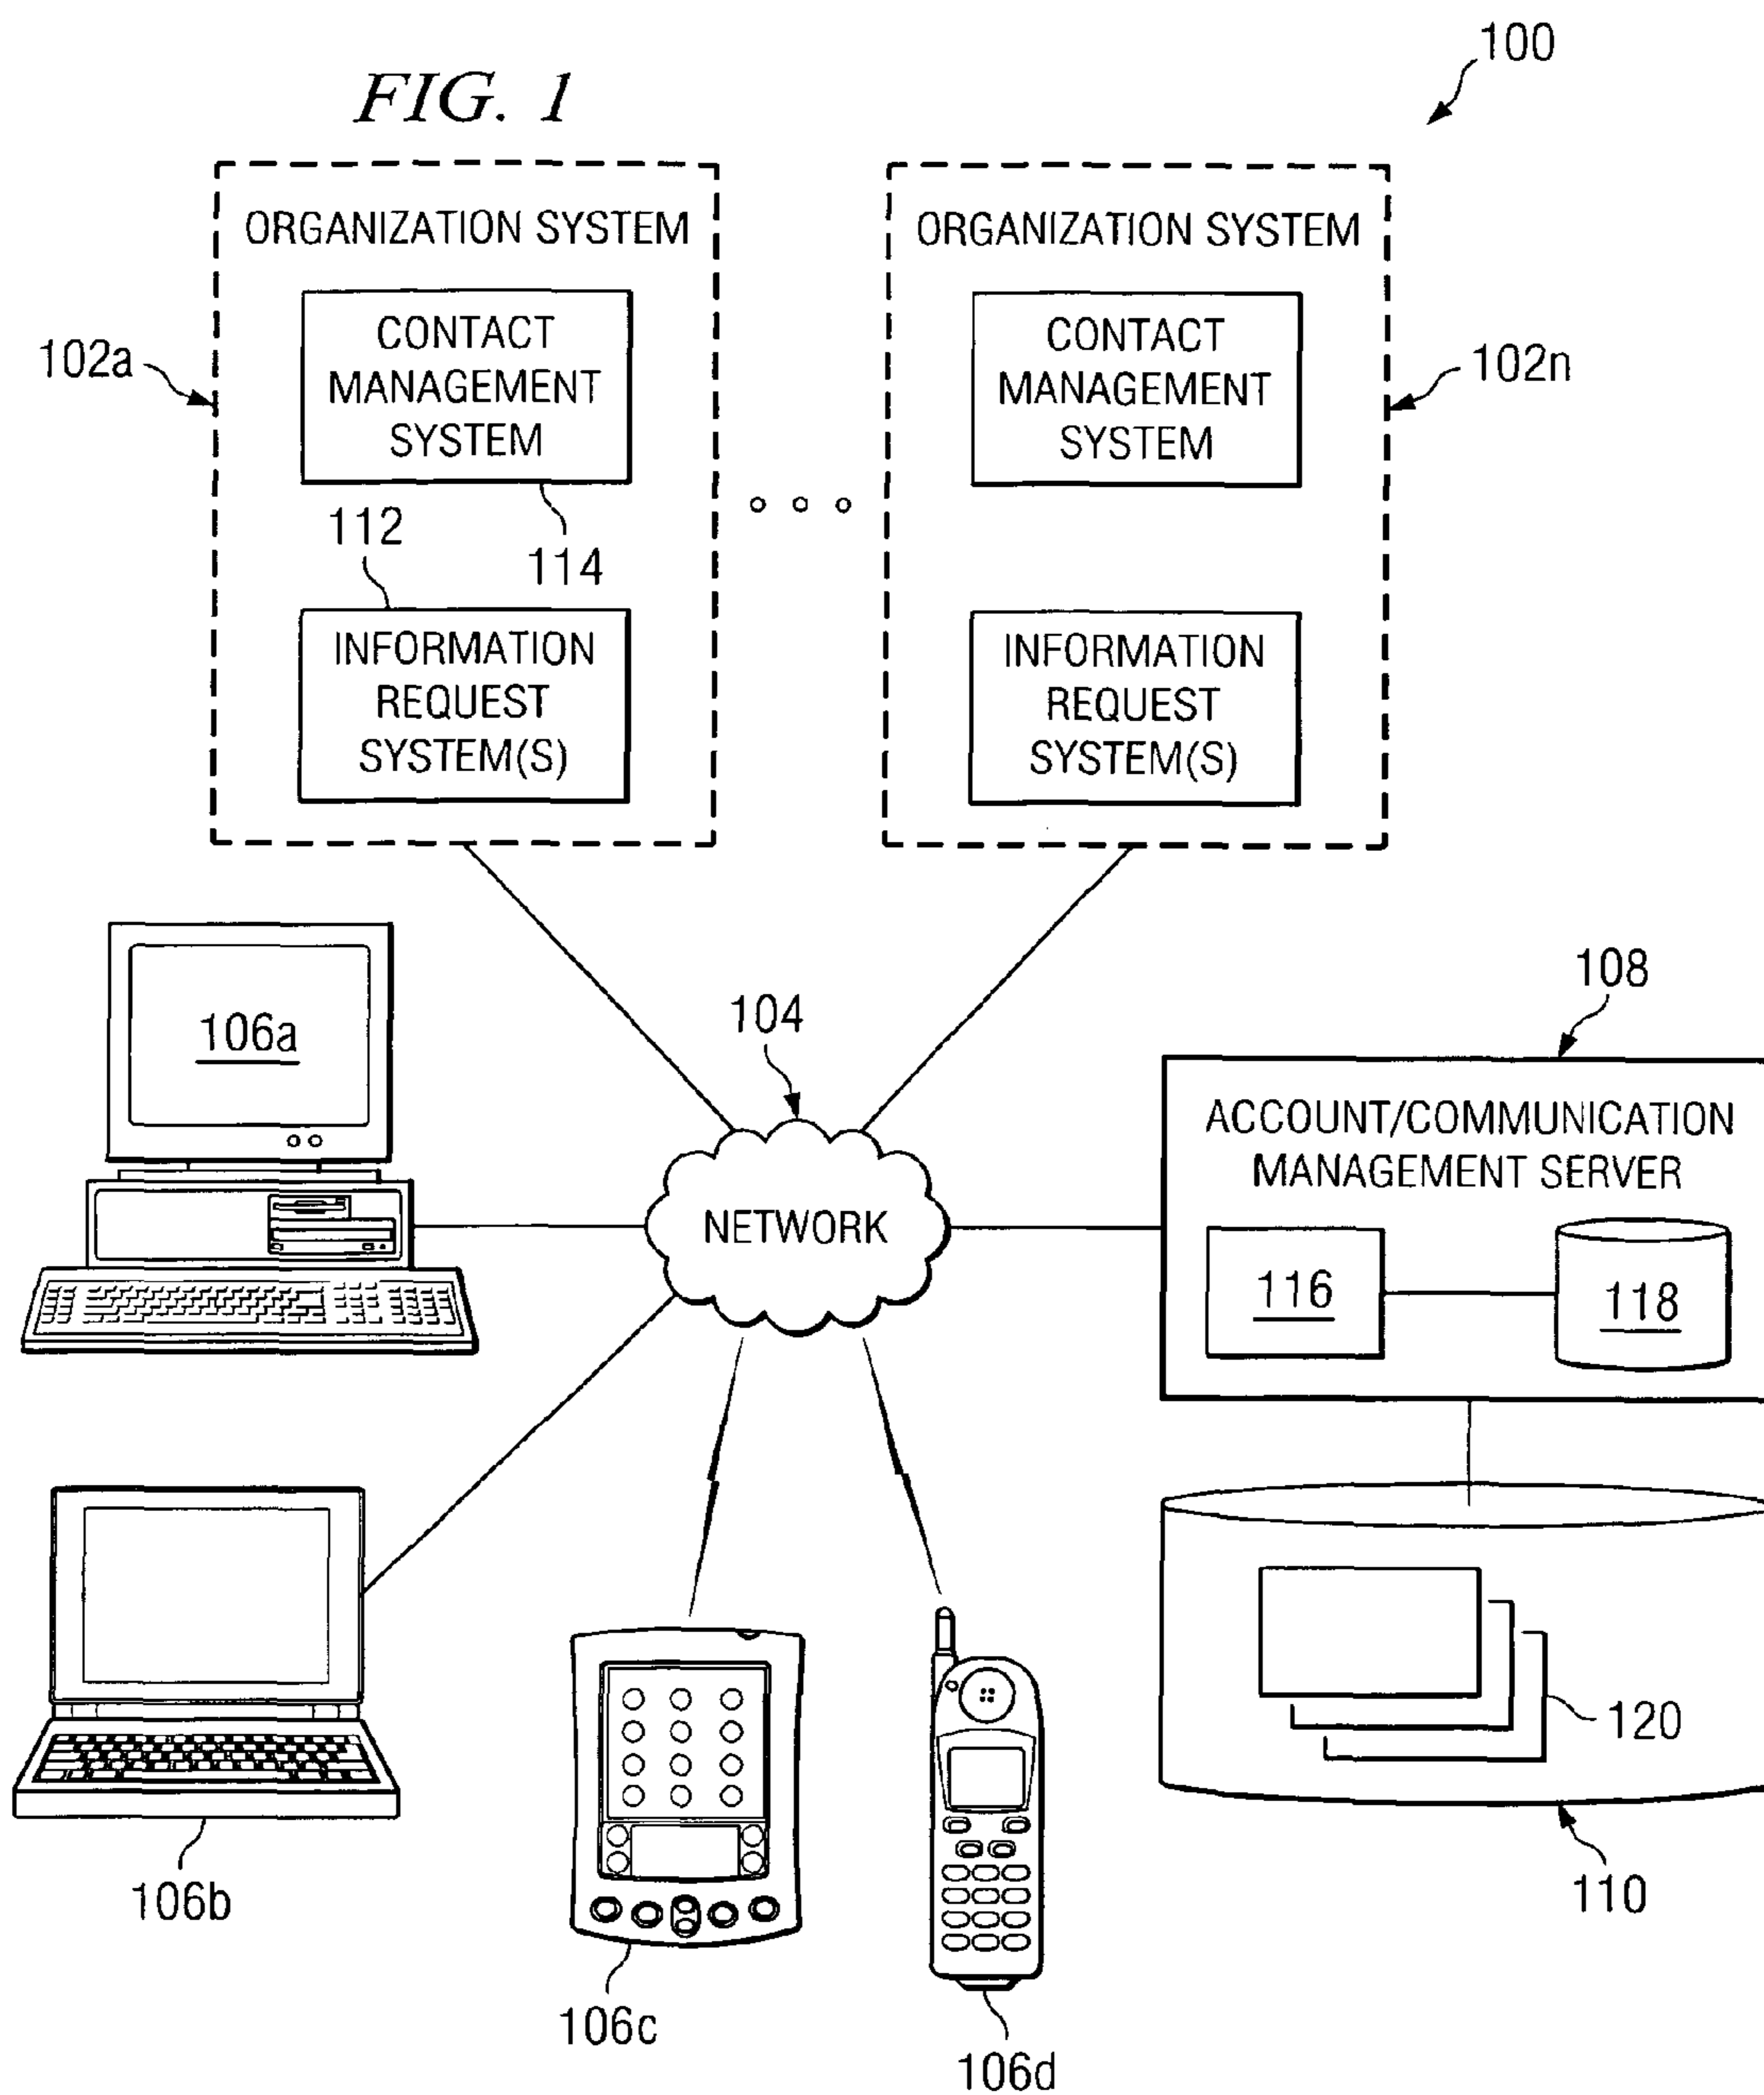 100
FIG. 1
ORGANIZATION SYSTEM
CONTACT
MANAGEMENT
SYSTEM
102a
114
112
INFORMATION
REQUEST
SYSTEM(S)
ORGANIZATION SYSTEM
CONTACT
MANAGEMENT
SYSTEM
102n
INFORMATION
REQUEST
SYSTEM(S)
106a
104
NETWORK
108
ACCOUNT/COMMUNICATION
MANAGEMENT SERVER
116
118
120
110
106b
106c
106d